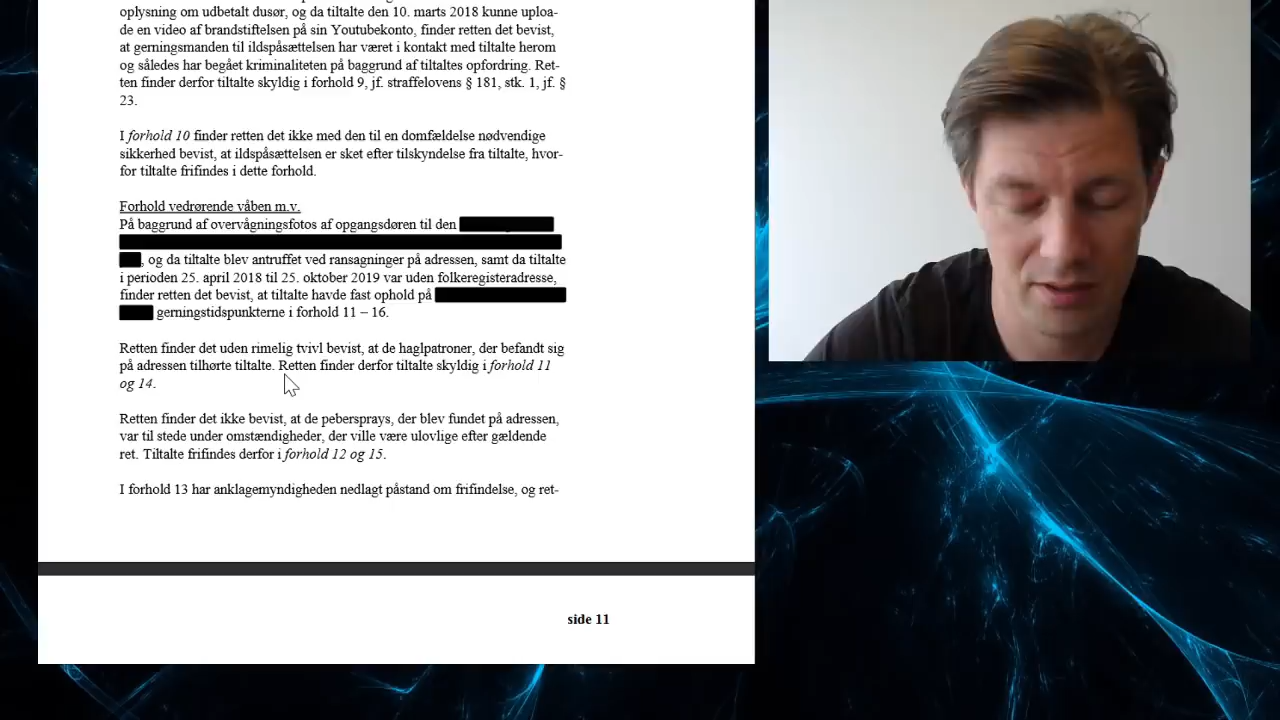 oplysning om udbetalt dusør, og da tiltalte den 10. marts 2018 kunne uploa-
de en video af brandstiftelsen på sin Youtubekonto, finder retten det bevist,
at gerningsmanden til ildspåsættelsen har været i kontakt med tiltalte herom
og således har begået kriminaliteten på baggrund af tiltaltes opfordring. Ret-
ten finder derfor tiltalte skyldig i forhold 9, jf. straffelovens § 181, stk. 1, jf. §
23.
I forhold 10 finder retten det ikke med den til en domfældelse nødvendige
sikkerhed bevist, at ildspåsættelsen er sket efter tilskyndelse fra tiltalte, hvor-
for tiltalte frifindes i dette forhold.
Forhold vedrørende våben m.v.
På baggrund af overvågningsfotos af opgangsdøren til den
, og da tiltalte blev antruffet ved ransagninger på adressen, samt da tiltalte
i perioden 25. april 2018 til 25. oktober 2019 var uden folkeregisteradresse,
finder retten det bevist, at tiltalte havde fast ophold på
gerningstidspunkterne i forhold 11 – 16.
Retten finder det uden rimelig tvivl bevist, at de haglpatroner, der befandt sig
på adressen tilhørte tiltalte. Retten finder derfor tiltalte skyldig i forhold 11
og 14.
Retten finder det ikke bevist, at de pebersprays, der blev fundet på adressen,
var til stede under omstændigheder, der ville være ulovlige efter gældende
ret. Tiltalte frifindes derfor i forhold 12 og 15.
I forhold 13 har anklagemyndigheden nedlagt påstand om frifindelse, og ret-
side 11